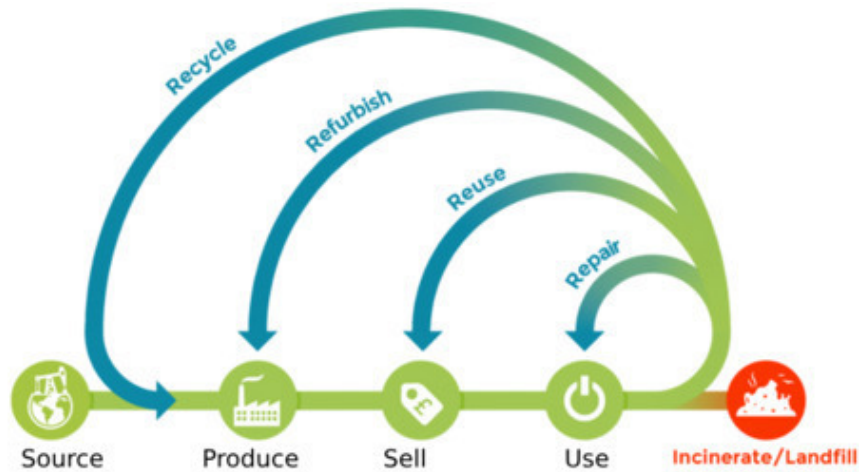 Recycle
Refurbish
Reuse
Repair
£
Source
Produce
Sell
Use
Incinerate/Landfill